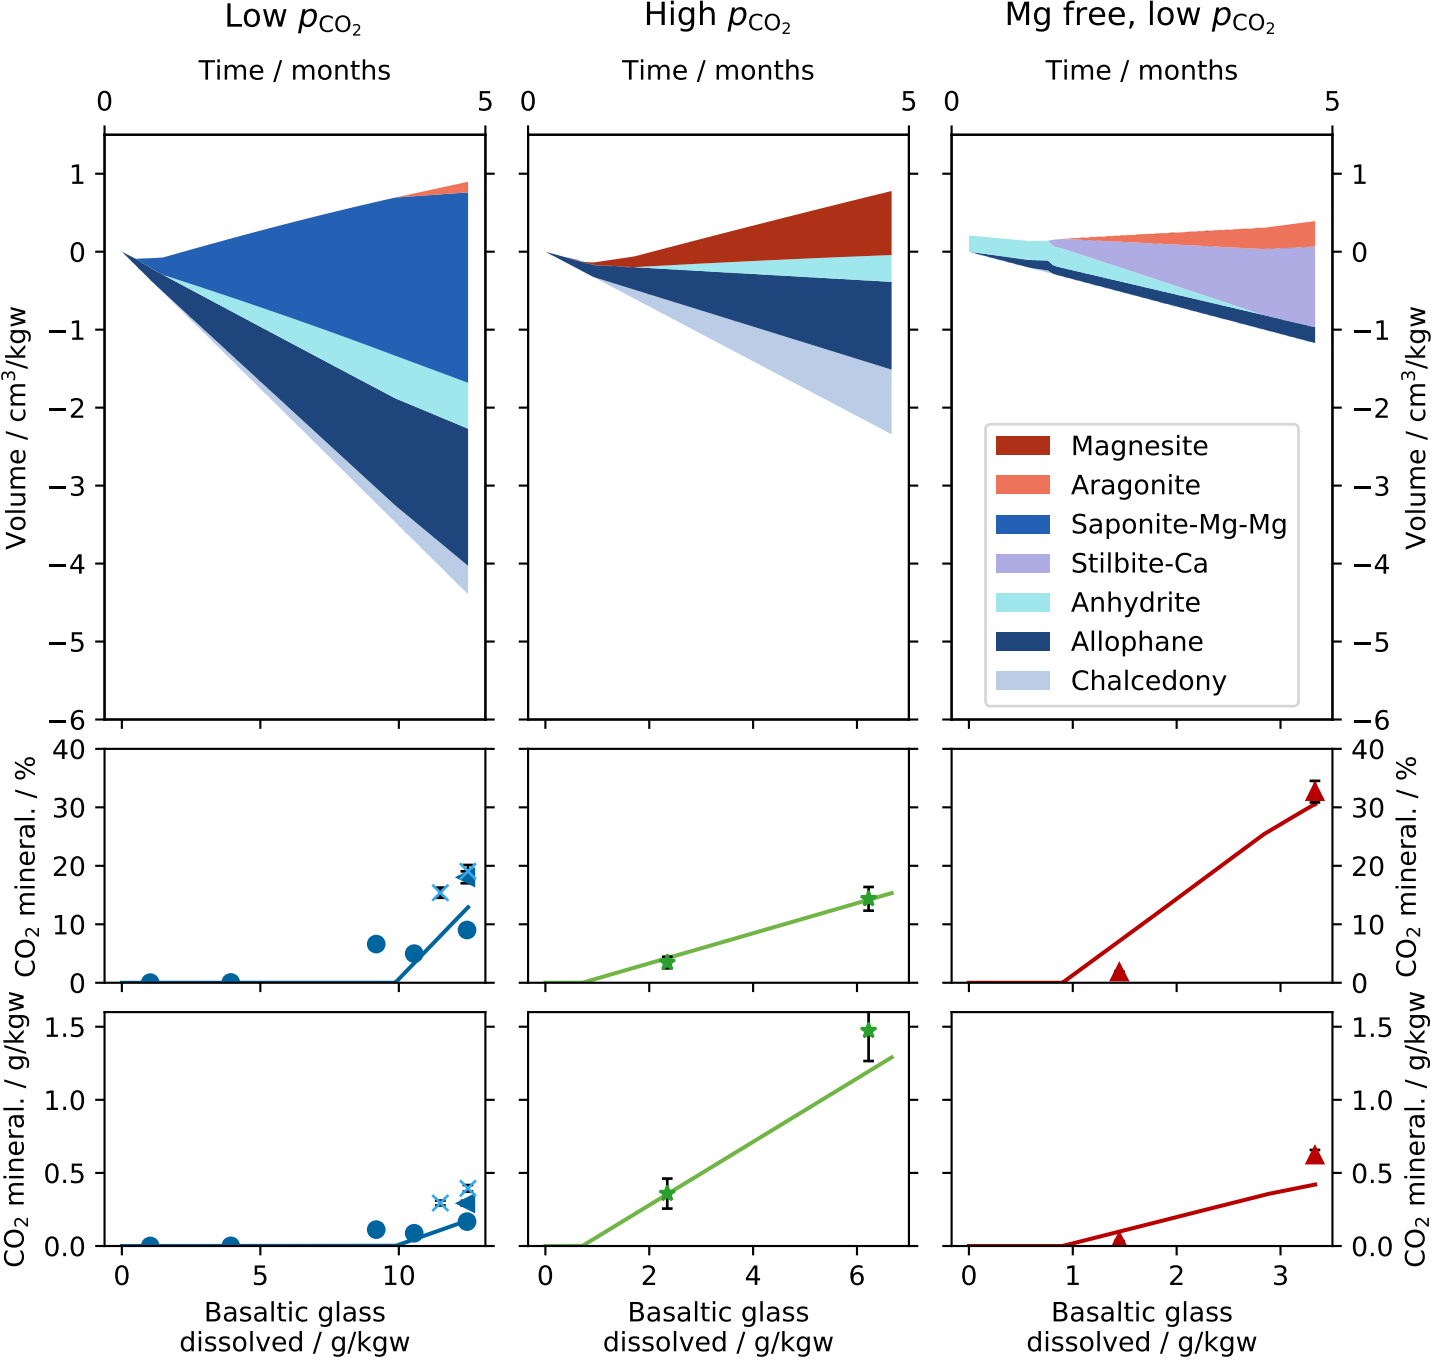 Low pCO2
High pCO2
Mg free, low pCO2
Time / months
Time / months
Time / months
0 5
0 5
0 5
Volume / cm3/kgw
1
0
−1
−2
−3
−4
−5
−6
1
0
−1
−2
−3
−4
−5
−6
Volume / cm3/kgw
Magnesite
Aragonite
Saponite-Mg-Mg
Stilbite-Ca
Anhydrite
Allophane
Chalcedony
CO2 mineral. / %
40
30
20
10
0
40
30
20
10
0
CO2 mineral. / %
CO2 mineral. / g/kgw
1.5
1.0
0.5
0.0
1.5
1.0
0.5
0.0
CO2 mineral. / g/kgw
0 5 10
0 2 4 6
0 1 2 3
Basaltic glass
dissolved / g/kgw
Basaltic glass
dissolved / g/kgw
Basaltic glass
dissolved / g/kgw